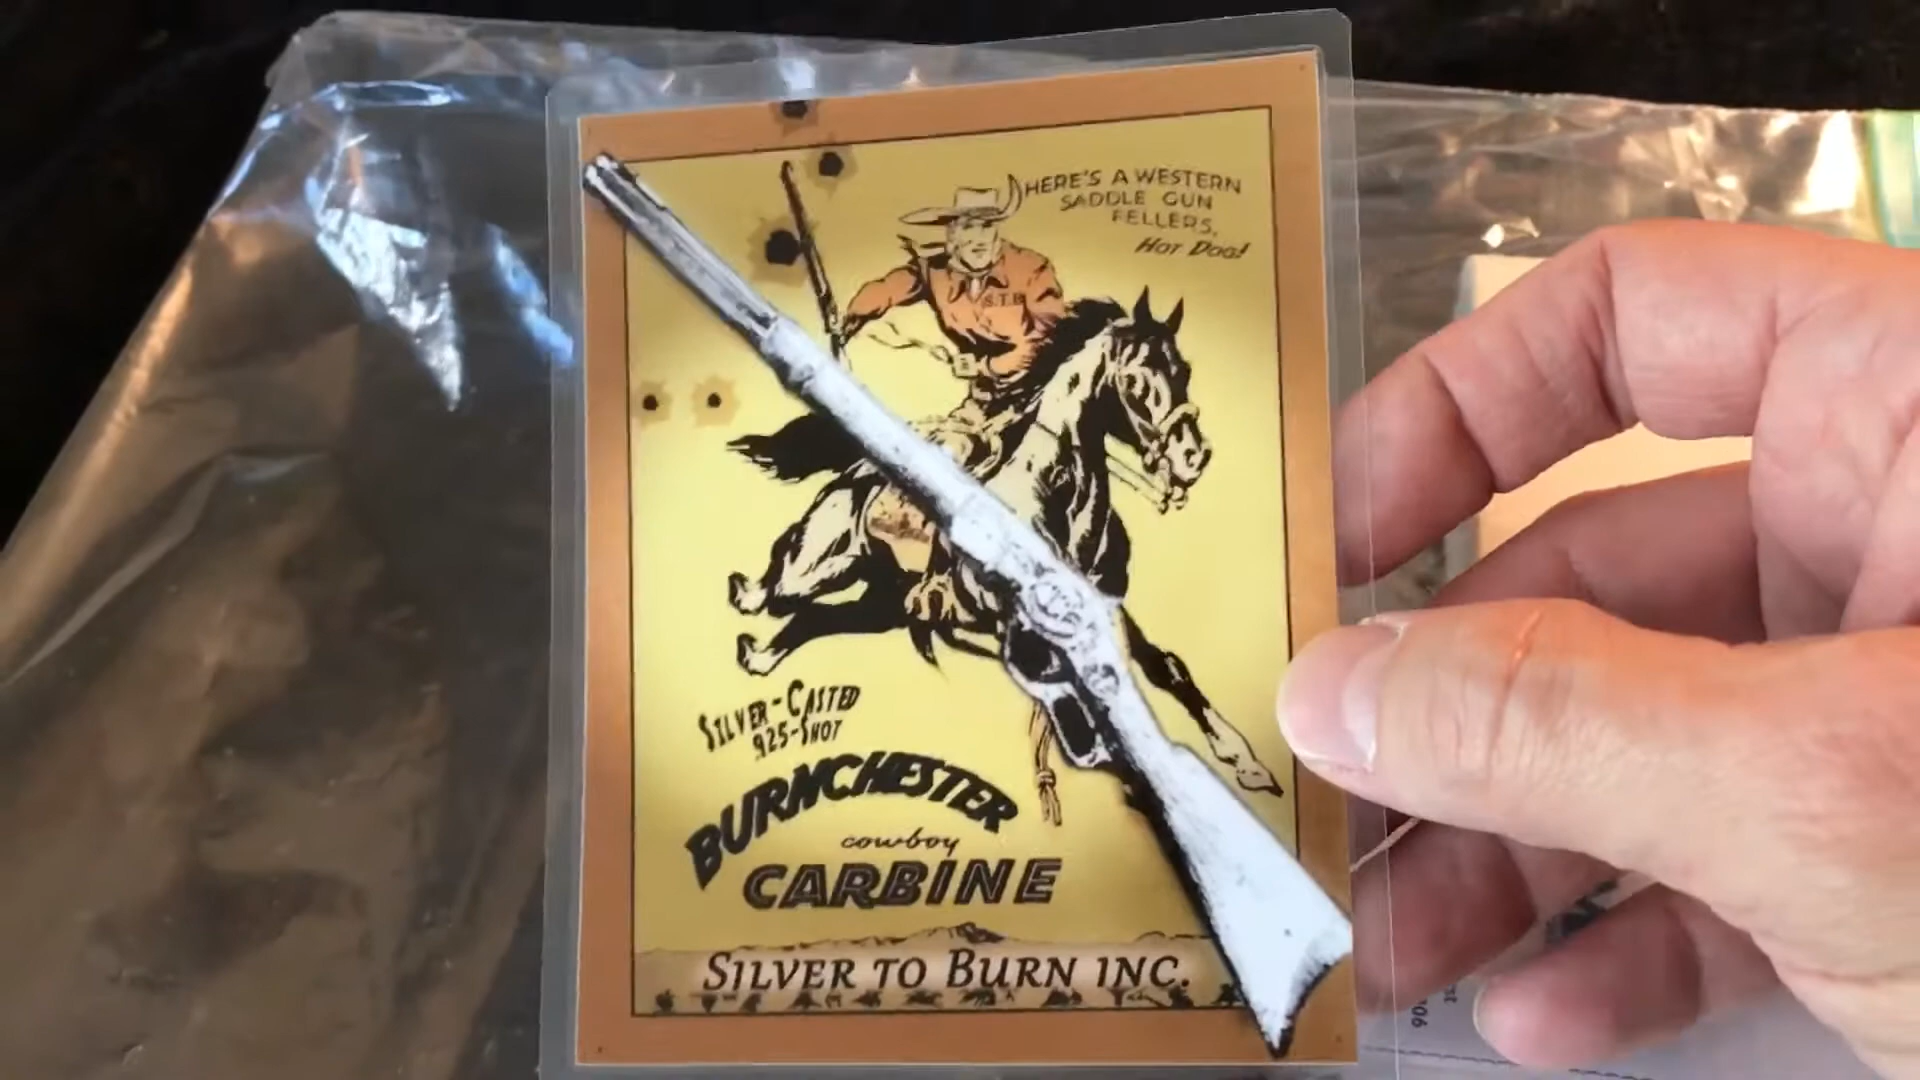 HERE'S A WESTERN
SADDLE GUN
FELLERS,
HOT DOG!
S.T.B
SILVER-CASTED
925-SHOT
BURNCHESTER
cowboy
CARBINE
SILVER TO BURN INC.